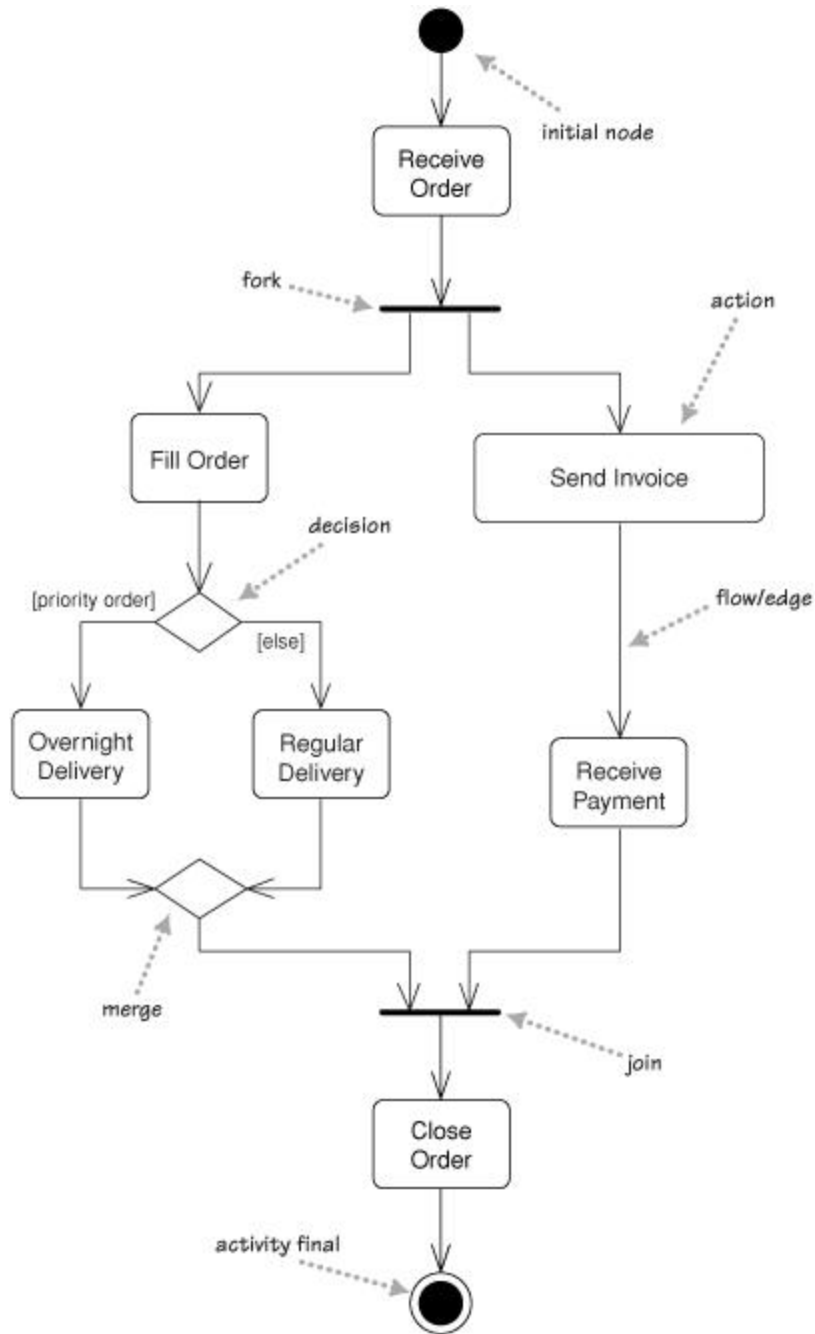 initial node
Receive
Order
fork
action
Fill Order
Send Invoice
decision
[priority order]
[else]
flow/edge
Overnight
Delivery
Regular
Delivery
Receive
Payment
merge
join
Close
Order
activity final